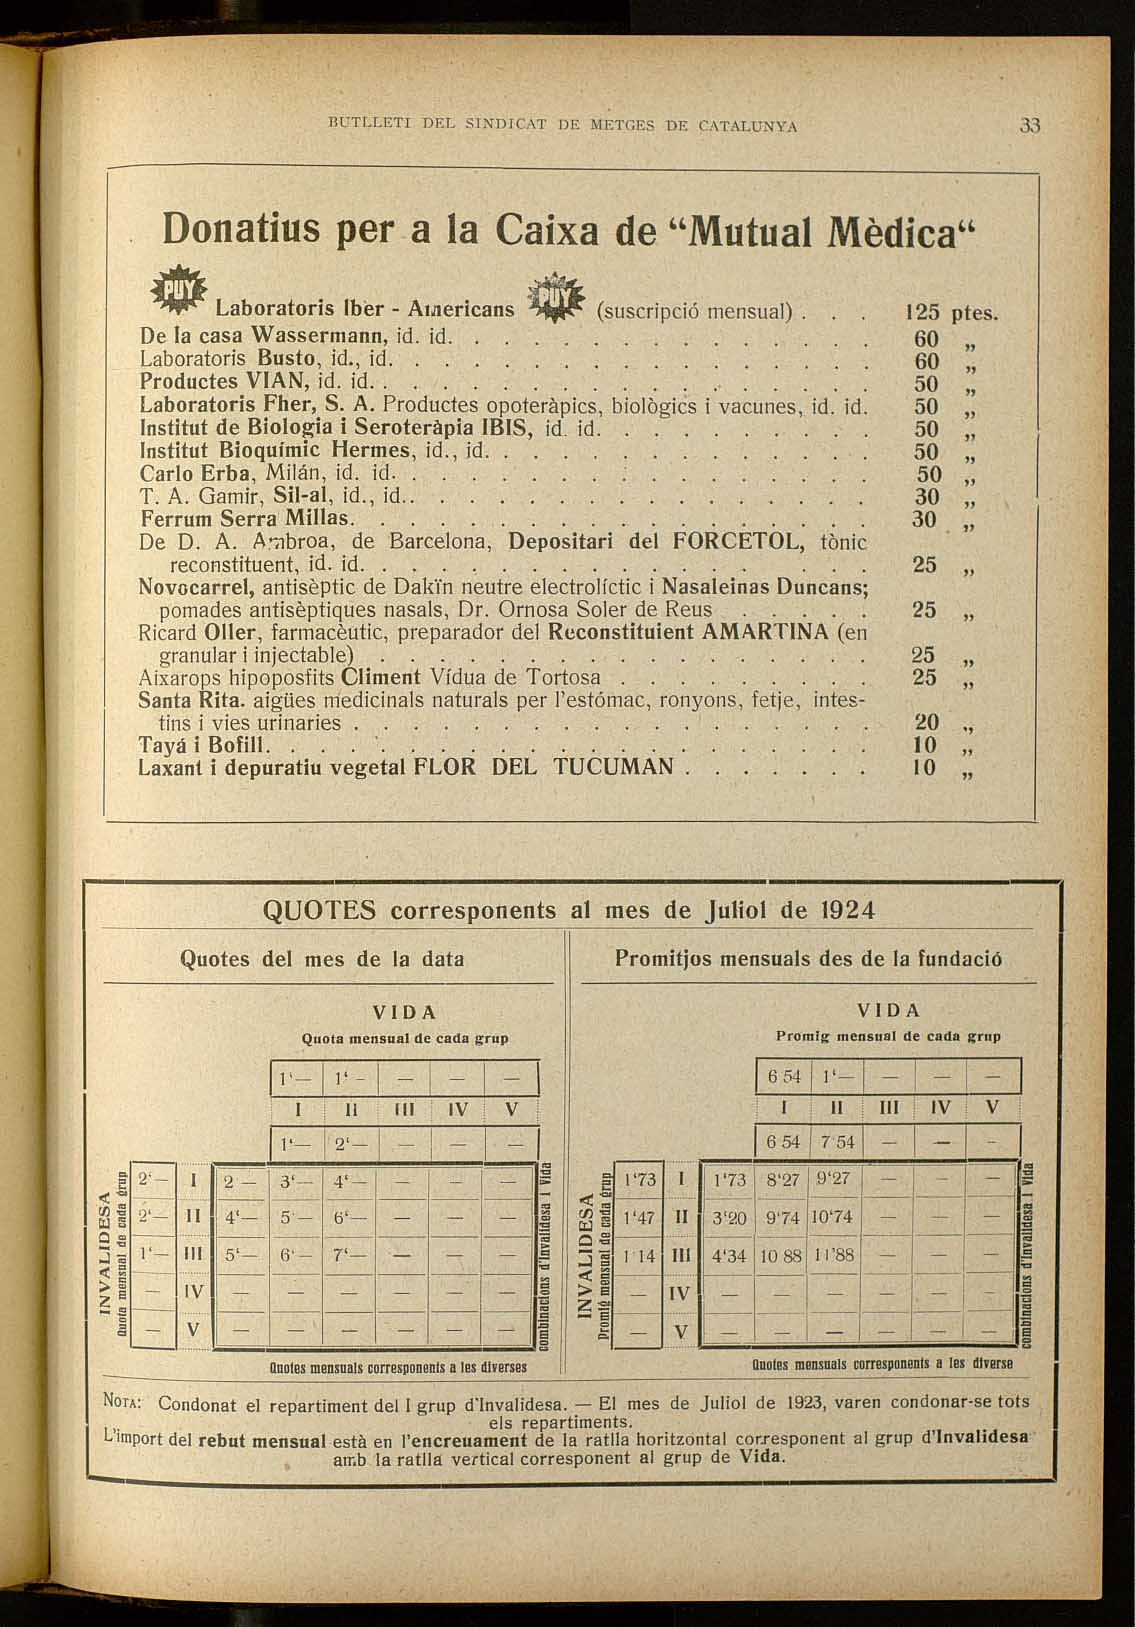 BUTLLETI DEL SINDICAT DE METGES DE CATALUNYA 33
Donatius per a la Caixa de “Mutual Mèdica“
PUY Laboratoris Iber - Americans PUY (suscripció mensual) . . . 125 ptes.
De la casa Wassermann, id. id. . . . . . . . . . . . . . . 60 „
Laboratoris Busto, id., id. . . . . . . . . . . . . . . . . 60 „
Productes VIAN, id. id. . . . . . . . . . . . . . . . . . 50 „
Laboratoris Fher, S. A. Productes opoteràpics, biològics i vacunes, id. id. 50 „
Institut de Biologia i Seroteràpia IBIS, id. id. . . . . . . . . . 50 „
Institut Bioquímic Hermes, id., id. . . . . . . . . . . . . . 50 „
Carlo Erba, Milán, id. id. . . . . . . . . . . . . . . . . 50 „
T. A. Gamir, Sil-al, id., id. . . . . . . . . . . . . . . . . 30 „
Ferrum Serra Millas. . . . . . . . . . . . . . . . . . . 30 „
De D. A. Ambroa, de Barcelona, Depositari del FORCETOL, tònic
reconstituent, id. id. . . . . . . . . . . . . . . . . . 25 „
Novocarrel, antisèptic de Dakïn neutre electrolíctic i Nasaleinas Duncans;
pomades antisèptiques nasals, Dr. Ornosa Soler de Reus . . . . . 25 „
Ricard Oller, farmacèutic, preparador del Reconstituient AMARTINA (en
granular i injectable) . . . . . . . . . . . . . . . . . 25 „
Aixarops hipoposfits Climent Vídua de Tortosa . . . . . . . . . 25 „
Santa Rita. aigües medicinals naturals per l'estómac, ronyons, fetje, intes-
tins i vies urinaries . . . . . . . . . . . . . . . . . . 20 „
Tayá i Bofill. . . . . . . . . . . . . . . . . . . . . 10 „
Laxant i depuratiu vegetal FLOR DEL TUCUMAN . . . . . . . 10 „
QUOTES corresponents al mes de Juliol de 1924
Quotes del mes de la data
VIDA
Quota mensual de cada grup
1‘— 1‘- — — —
I II III IV V
1‘— 2‘— — — —
INVALIDESA
Quota mensual de cada grup
2‘— I 2 — 3‘— 4‘— — — —
2‘— II 4‘— 5 — 6‘— — — —
1‘— III 5‘— 6‘— 7‘— — — —
— IV — — — — —
— V — — — — —
combinacions d'Invalidesa i Vida
Quotes mensuals corresponents a les diverses
Promitjos mensuals des de la fundació
VIDA
Promig mensual de cada grup
6 54 1‘— — — —
I II III IV V
6 54 7 54 — — -
INVALIDESA
Promig mensual de cada grup
1‘73 I 1‘73 8‘27 9‘27 — — —
1‘47 II 3‘20 9‘74 10‘74 — — —
1 14 III 4‘34 10 88 11’88 — — —
— IV — — — — —
— V — — — — —
combinacions d'Invalidesa i Vida
Quotes mensuals corresponents a les diverse
NOTA: Condonat el repartiment del I grup d'Invalidesa. — El mes de Juliol de 1923, varen condonar-se tots
els repartiments.
L'import del rebut mensual està en l'encreuament de la ratlla horitzontal corresponent al grup d'Invalidesa
amb la ratlla vertical corresponent al grup de Vida.